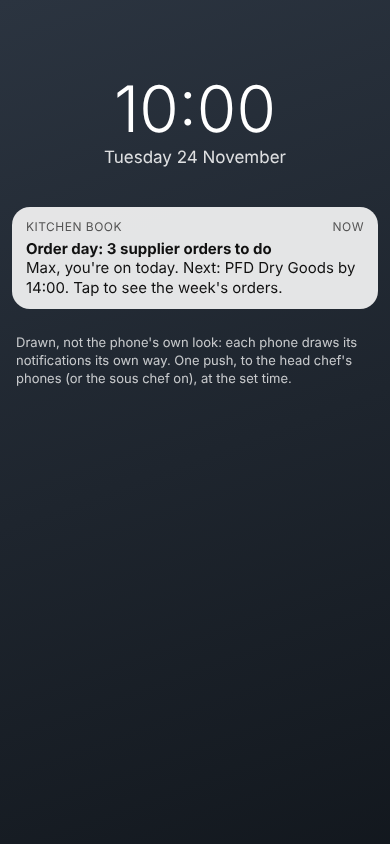 10:00
Tuesday 24 November
KITCHEN BOOK NOW
Order day: 3 supplier orders to do
Max, you're on today. Next: PFD Dry Goods by
14:00. Tap to see the week's orders.
Drawn, not the phone's own look: each phone draws its
notifications its own way. One push, to the head chef's
phones (or the sous chef on), at the set time.